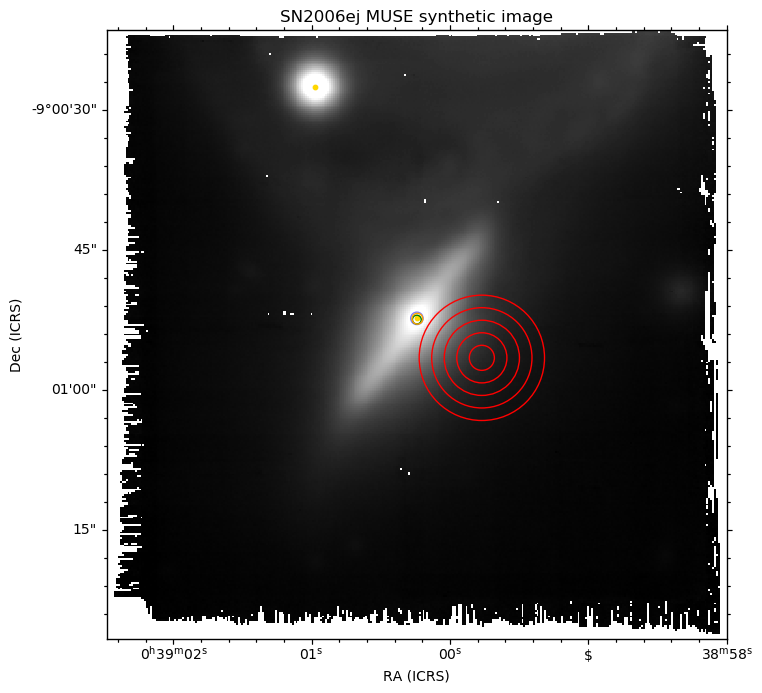 SN2006ej MUSE synthetic image
-9°00'30"
45"
01'00"
15"
Dec (ICRS)
0ʰ39ᵐ02ˢ 01ˢ 00ˢ $ 38ᵐ58ˢ
RA (ICRS)